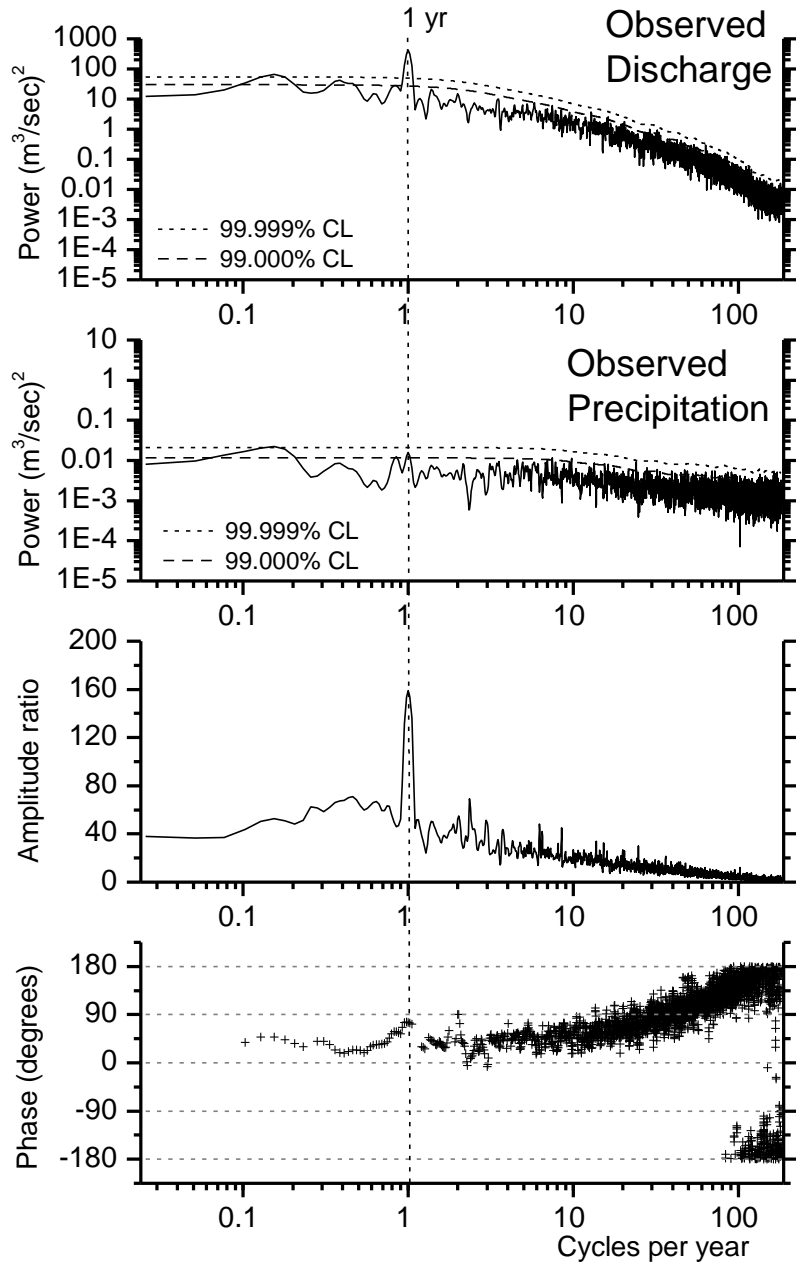 1 yr
Observed
Discharge
Power (m³/sec)²
1000
100
10
1
0.1
0.01
1E-3
1E-4
1E-5
99.999% CL
99.000% CL
0.1 1 10 100
Observed
Precipitation
Power (m³/sec)²
10
1
0.1
0.01
1E-3
1E-4
1E-5
99.999% CL
99.000% CL
0.1 1 10 100
Amplitude ratio
200
160
120
80
40
0
0.1 1 10 100
Phase (degrees)
180
90
0
-90
-180
0.1 1 10 100
Cycles per year